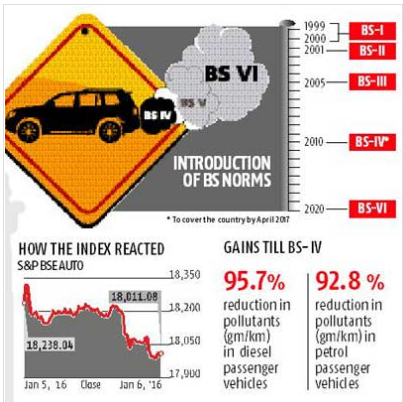 1999
2000
BS-I
2001
BS-II
2005
BS-III
2010
BS-IV*
2020
BS-VI
BS VI
BS V
BS IV
INTRODUCTION
OF BS NORMS
* To cover the country by April 2017
HOW THE INDEX REACTED
S&P BSE AUTO
18,350
18,200
18,050
17,900
18,011.08
18,238.04
Jan 5, 16 Close Jan 6, '16
GAINS TILL BS-IV
95.7%
reduction in
pollutants
(gm/km)
in diesel
passenger
vehicles
92.8 %
reduction in
pollutants
(gm/km) in
petrol
passenger
vehicles